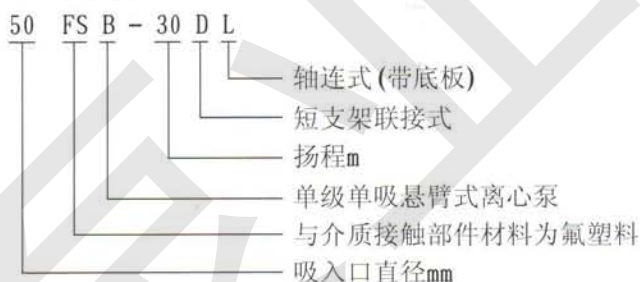 50 FS B - 30 D L
轴连式(带底板)
短支架联接式
扬程m
单级单吸悬臂式离心泵
与介质接触部件材料为氟塑料
吸入口直径mm